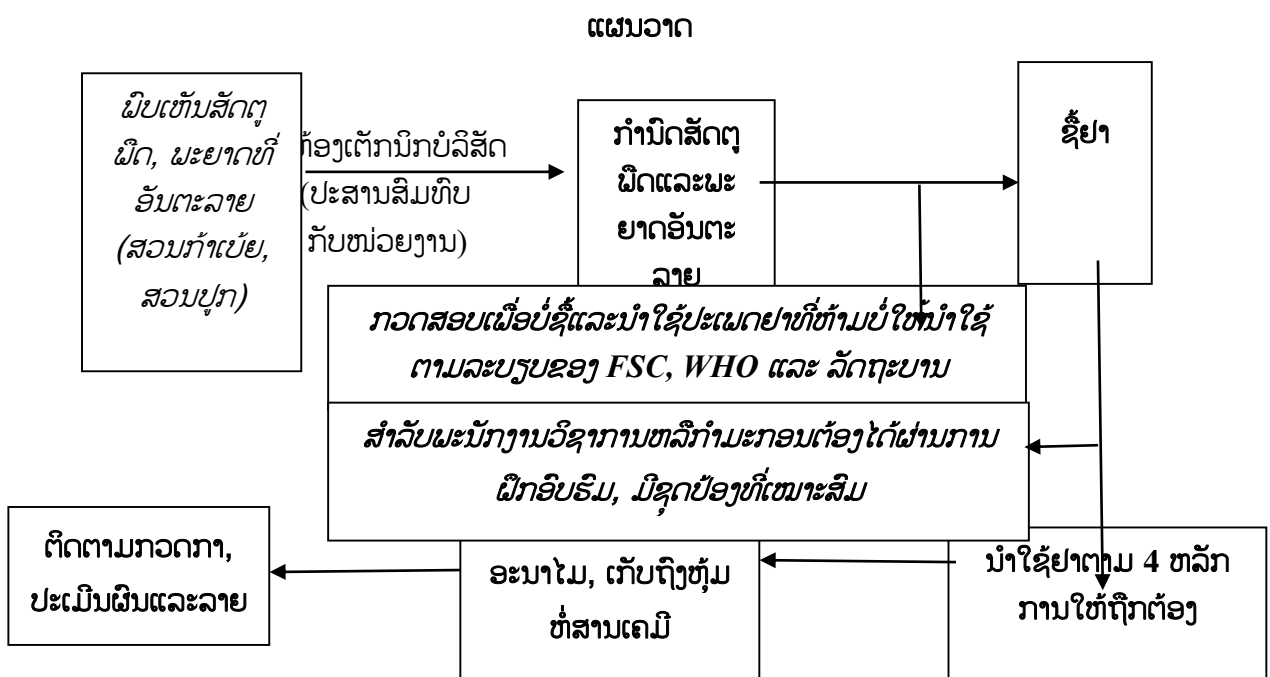 ແຜນວາດ
ພົບເຫັນສັດຕູ
ພືດ, ພະຍາດທີ່
ອັນຕະລາຍ
(ສວນກ້າເບ້ຍ,
ສວນປູກ)
ຫ້ອງເຕັກນິກບໍລິສັດ
(ປະສານສົມທົບ
ກັບໜ່ວຍງານ)
ກຳນົດສັດຕູ
ພືດແລະພະ
ຍາດອັນຕະ
ລາຍ
ຊື້ຢາ
ກວດສອບເພື່ອບໍ່ຊື້ແລະນຳໃຊ້ປະເພດຢາທີ່ຫ້າມບໍ່ໃຫ້ນຳໃຊ້
ຕາມລະບຽບຂອງ FSC, WHO ແລະ ລັດຖະບານ
ສຳລັບພະນັກງານວິຊາການຫລືກຳມະກອນຕ້ອງໄດ້ຜ່ານການ
ຝຶກອົບຮົມ, ມີຊຸດປ້ອງທີ່ເໝາະສົມ
ນຳໃຊ້ຢາຕາມ 4 ຫລັກ
ການໃຫ້ຖືກຕ້ອງ
ອະນາໄມ, ເກັບຖົງຫຸ້ມ
ຫໍ່ສານເຄມີ
ຕິດຕາມກວດກາ,
ປະເມີນຜົນແລະລາຍ